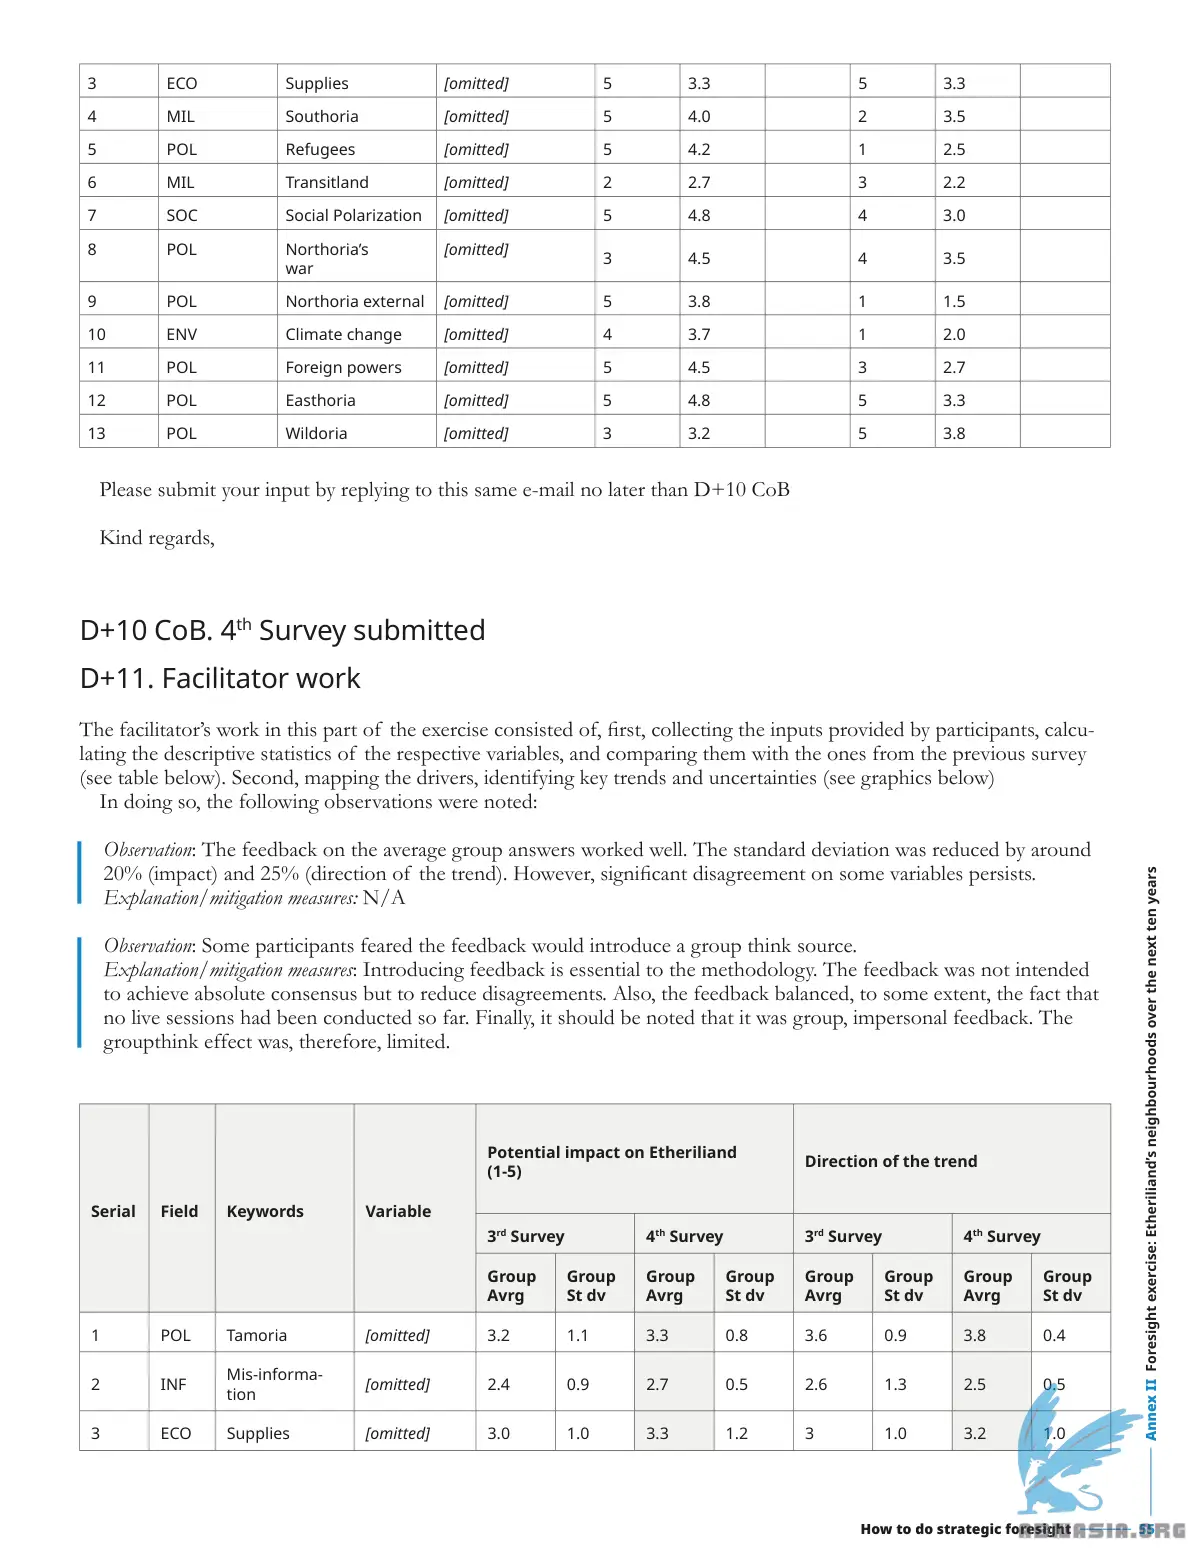 3 ECO Supplies [omitted] 5 3.3 5 3.3
4 MIL Southoria [omitted] 5 4.0 2 3.5
5 POL Refugees [omitted] 5 4.2 1 2.5
6 MIL Transitland [omitted] 2 2.7 3 2.2
7 SOC Social Polarization [omitted] 5 4.8 4 3.0
8 POL Northoria’s [omitted] 3 4.5 4 3.5
war
9 POL Northoria external [omitted] 5 3.8 1 1.5
10 ENV Climate change [omitted] 4 3.7 1 2.0
11 POL Foreign powers [omitted] 5 4.5 3 2.7
12 POL Easthoria [omitted] 5 4.8 5 3.3
13 POL Wildoria [omitted] 3 3.2 5 3.8
Please submit your input by replying to this same e-mail no later than D+10 CoB
Kind regards,
D+10 CoB. 4th Survey submitted
D+11. Facilitator work
The facilitator’s work in this part of the exercise consisted of, first, collecting the inputs provided by participants, calcu-
lating the descriptive statistics of the respective variables, and comparing them with the ones from the previous survey
(see table below). Second, mapping the drivers, identifying key trends and uncertainties (see graphics below)
In doing so, the following observations were noted:
Observation: The feedback on the average group answers worked well. The standard deviation was reduced by around
20% (impact) and 25% (direction of the trend). However, significant disagreement on some variables persists.
Explanation/mitigation measures: N/A
Observation: Some participants feared the feedback would introduce a group think source.
Explanation/mitigation measures: Introducing feedback is essential to the methodology. The feedback was not intended
to achieve absolute consensus but to reduce disagreements. Also, the feedback balanced, to some extent, the fact that
no live sessions had been conducted so far. Finally, it should be noted that it was group, impersonal feedback. The
groupthink effect was, therefore, limited.
Serial Field Keywords Variable
Potential impact on Etheriliand
(1-5)
Direction of the trend
3rd Survey 4th Survey 3rd Survey 4th Survey
Group Group Group Group Group Group Group Group
Avrg St dv Avrg St dv Avrg St dv Avrg St dv
1 POL Tamoria [omitted] 3.2 1.1 3.3 0.8 3.6 0.9 3.8 0.4
2 INF Mis-informa- [omitted] 2.4 0.9 2.7 0.5 2.6 1.3 2.5 0.5
tion
3 ECO Supplies [omitted] 3.0 1.0 3.3 1.2 3 1.0 3.2 1.0
Annex II Foresight exercise: Etheriliand’s neighbourhoods over the next ten years
How to do strategic foresight 55
ADDASIA.ORG